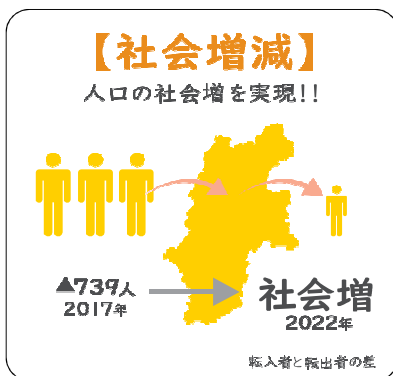 【社会増減】
人口の社会増を実現!!
▲739人
2017年
社会増
2022年
転入者と転出者の差